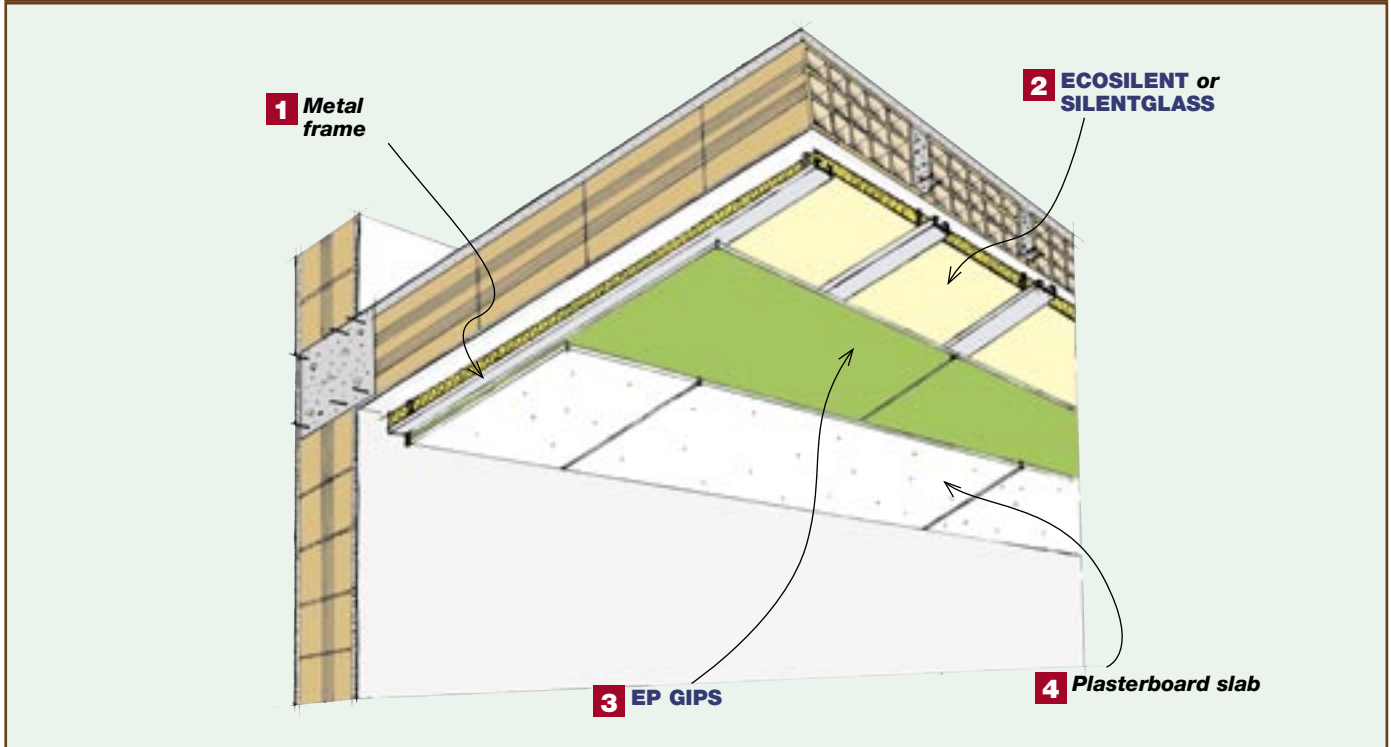 1 Metal
frame
2 ECOSILENT or
SILENTGLASS
3 EP GIPS
4 Plasterboard slab